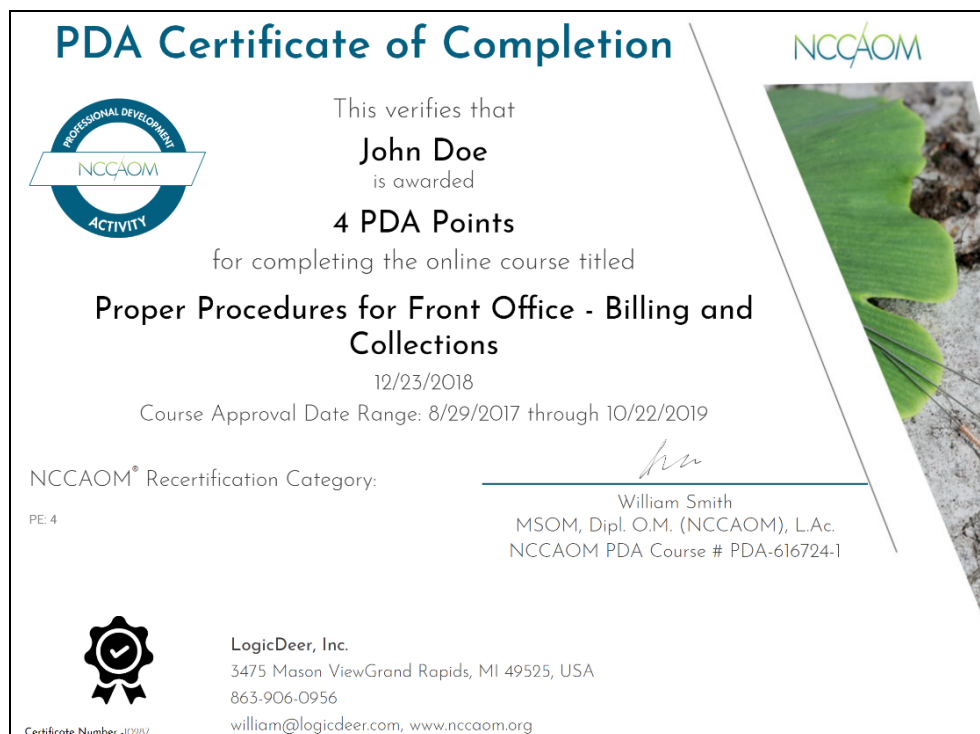 PDA Certificate of Completion
NCCAOM
PROFESSIONAL DEVELOPMENT
NCCAOM
ACTIVITY
This verifies that
John Doe
is awarded
4 PDA Points
for completing the online course titled
Proper Procedures for Front Office - Billing and
Collections
12/23/2018
Course Approval Date Range: 8/29/2017 through 10/22/2019
NCCAOM® Recertification Category:
PE: 4
William Smith
MSOM, Dipl. O.M. (NCCAOM), L.Ac.
NCCAOM PDA Course # PDA-616724-1
LogicDeer, Inc.
3475 Mason ViewGrand Rapids, MI 49525, USA
863-906-0956
william@logicdeer.com, www.nccaom.org
Certificate Number